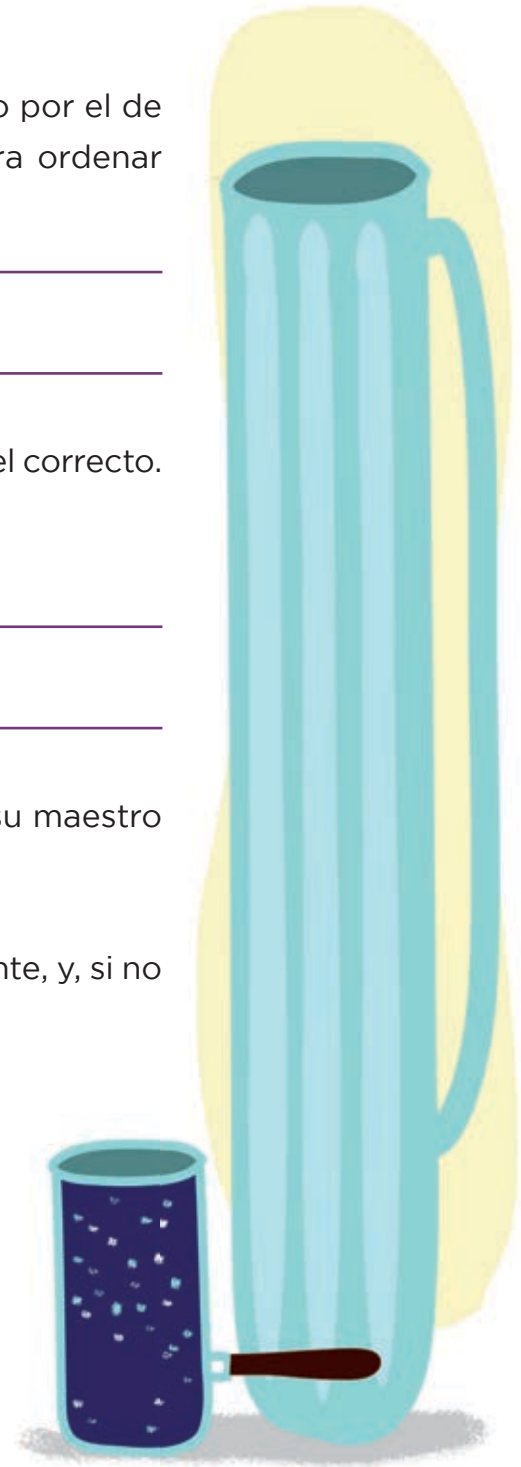 o por el de
ra ordenar
el correcto.
su maestro
nte, y, si no